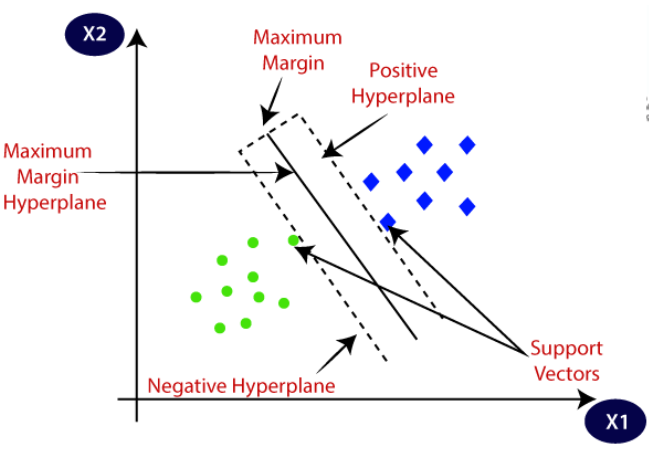 X2
Maximum
Margin
Positive
Hyperplane
Maximum
Margin
Hyperplane
Support
Vectors
Negative Hyperplane
X1